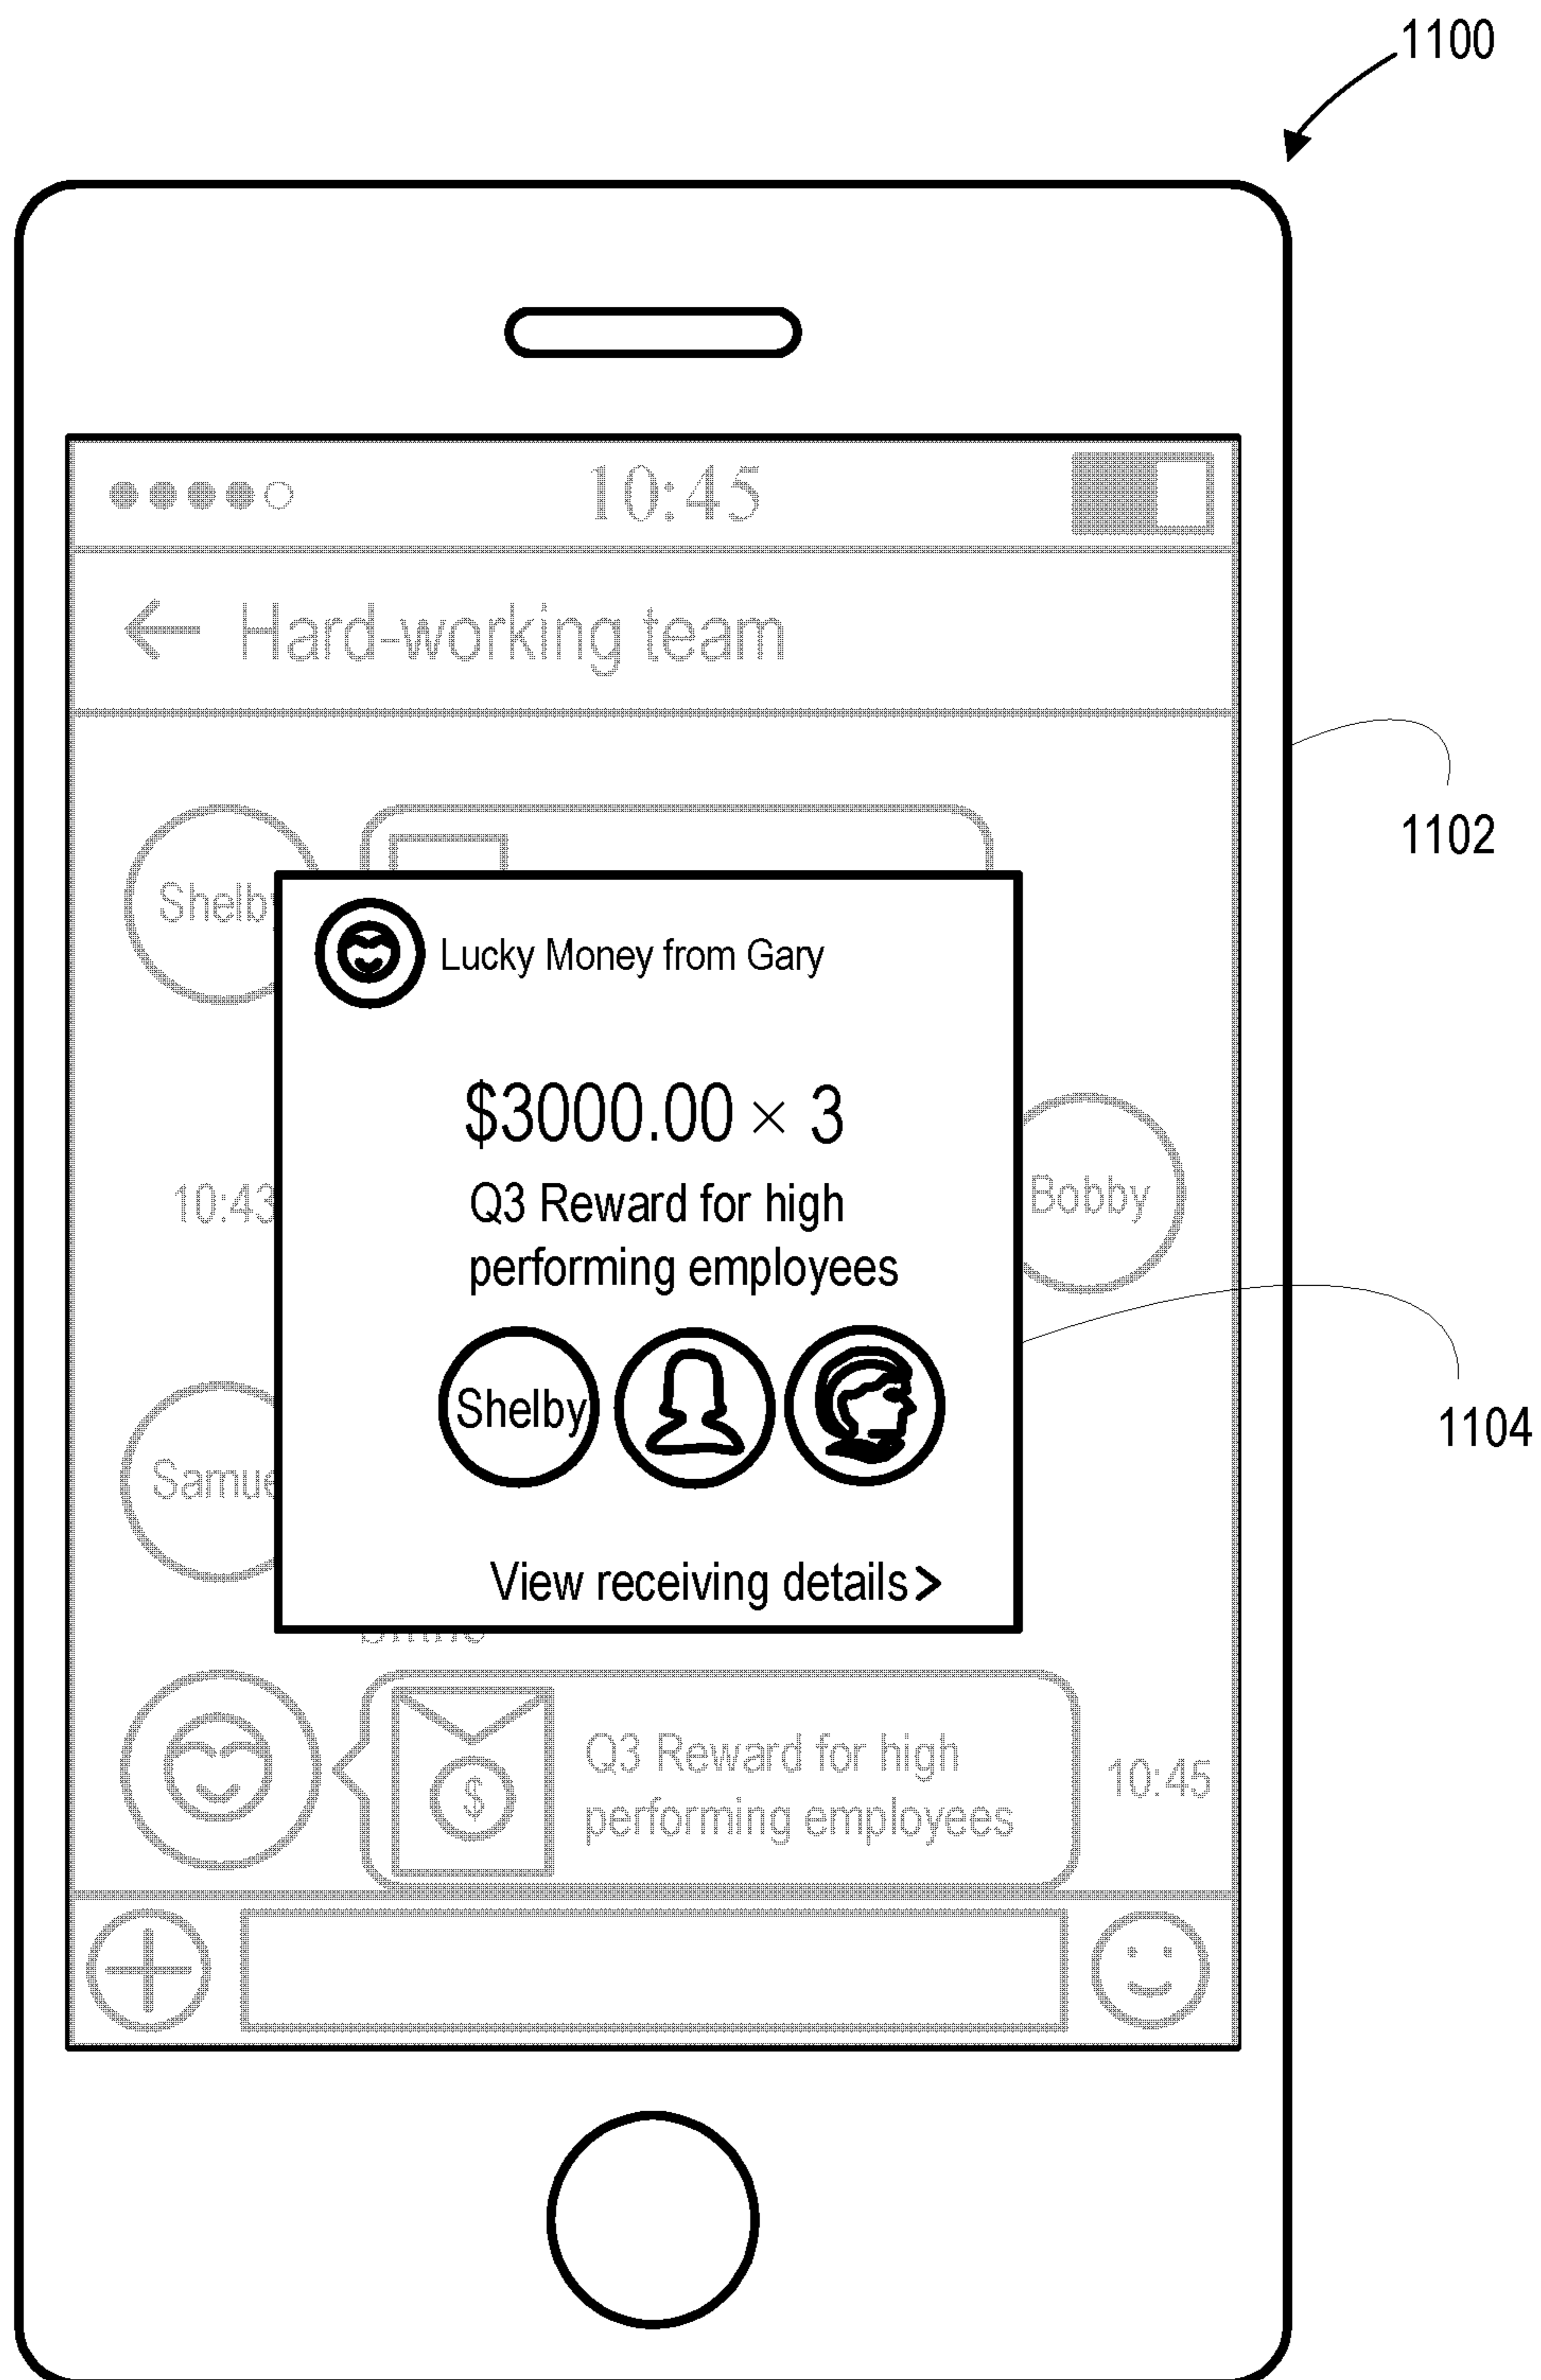 1100
10:45
← Hard-working team
1102
Lucky Money from Gary
$3000.00 × 3
10:43
Q3 Reward for high
performing employees
Bobby
Shelby
1104
View receiving details >
$
Q3 Reward for high
performing employees
10:45